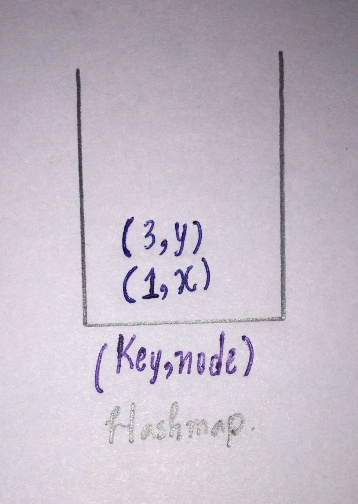 (3,y)
(1,x)
(Key,node)
Hashmap.